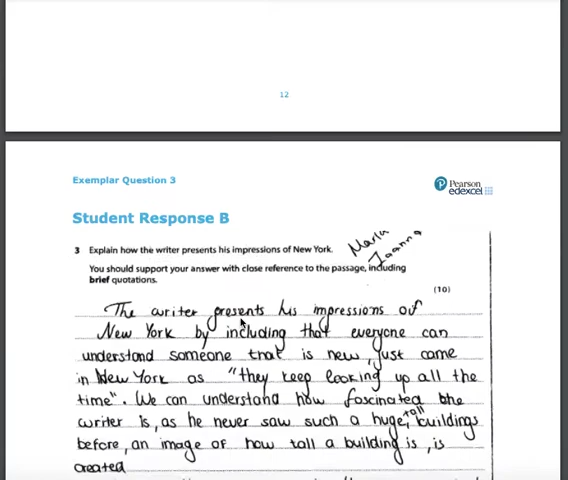 12
Exemplar Question 3
Pearson
edexcel
Student Response B
Maria
Joanna
3 Explain how the writer presents his impressions of New York.
You should support your answer with close reference to the passage, including
brief quotations.
(10)
The writer presents his impressions of
New York by including that everyone can
understand someone that is new, just came
in New York as "they keep looking up all the
time". We can understand how fascinated the
writer is, as he never saw such a huge, tall buildings
before, an image of how tall a building is, is
created